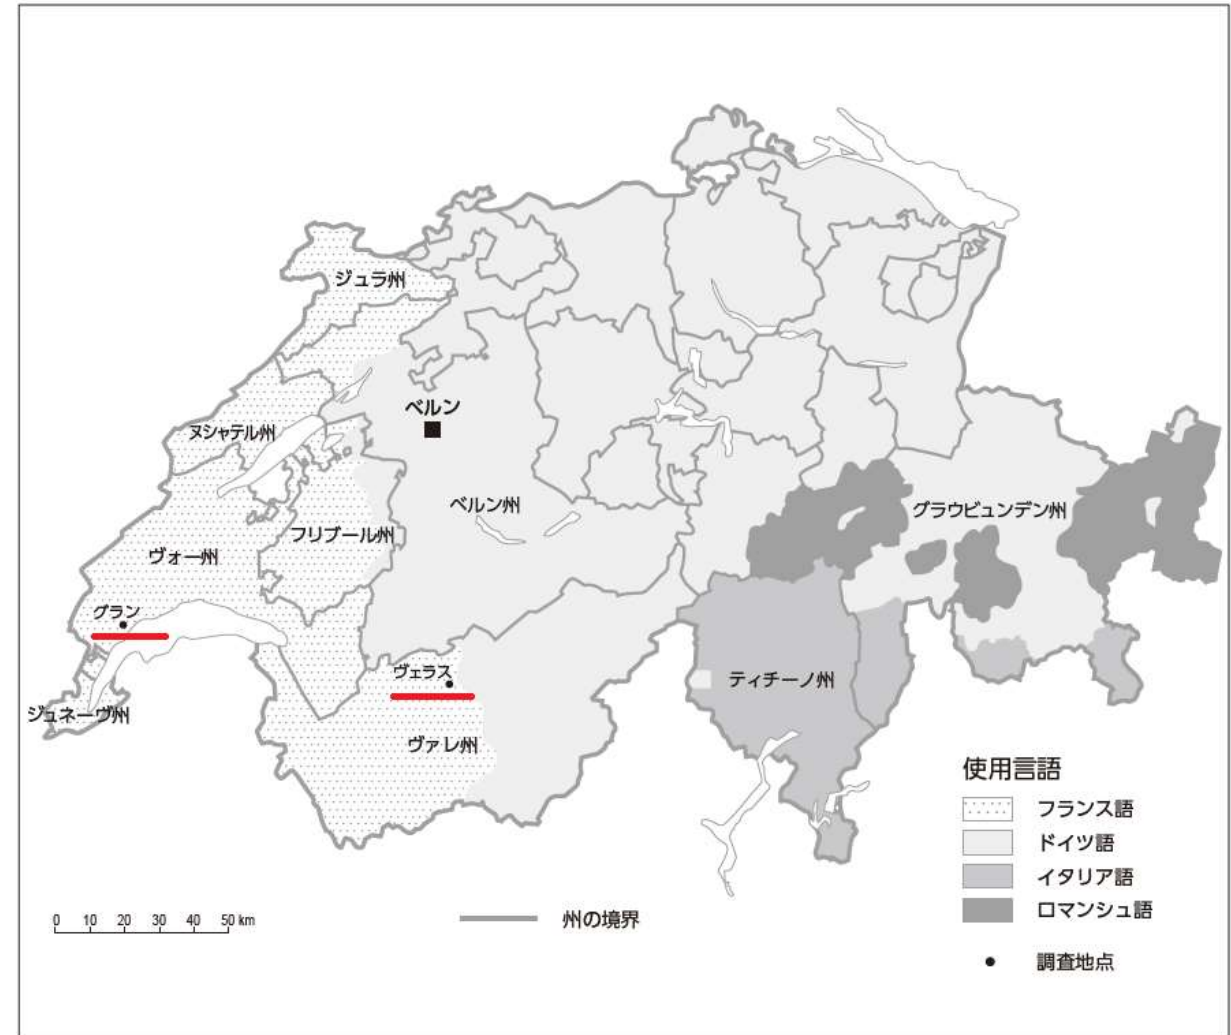 ジュラ州
ベルン
ヌシャテル州
ベルン州
グラウビュンデン州
フリブール州
ヴォー州
グラン
ヴェラス
ティチーノ州
ジュネーヴ州
ヴァレ州
使用言語
フランス語
ドイツ語
イタリア語
ロマンシュ語
0 10 20 30 40 50 km
州の境界
調査地点